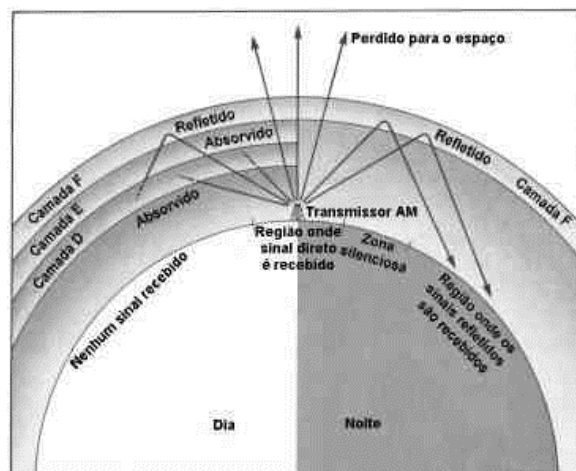 Perdido para o espaço
Refletido
Absorvido
Absorvido
Camada F
Camada E
Camada D
Refletido
Camada F
Transmissor AM
Região onde
sinal direto
é recebido
Zona
silenciosa
Região onde os
sinais refletidos
são recebidos
Nenhum sinal recebido
Dia
Noite